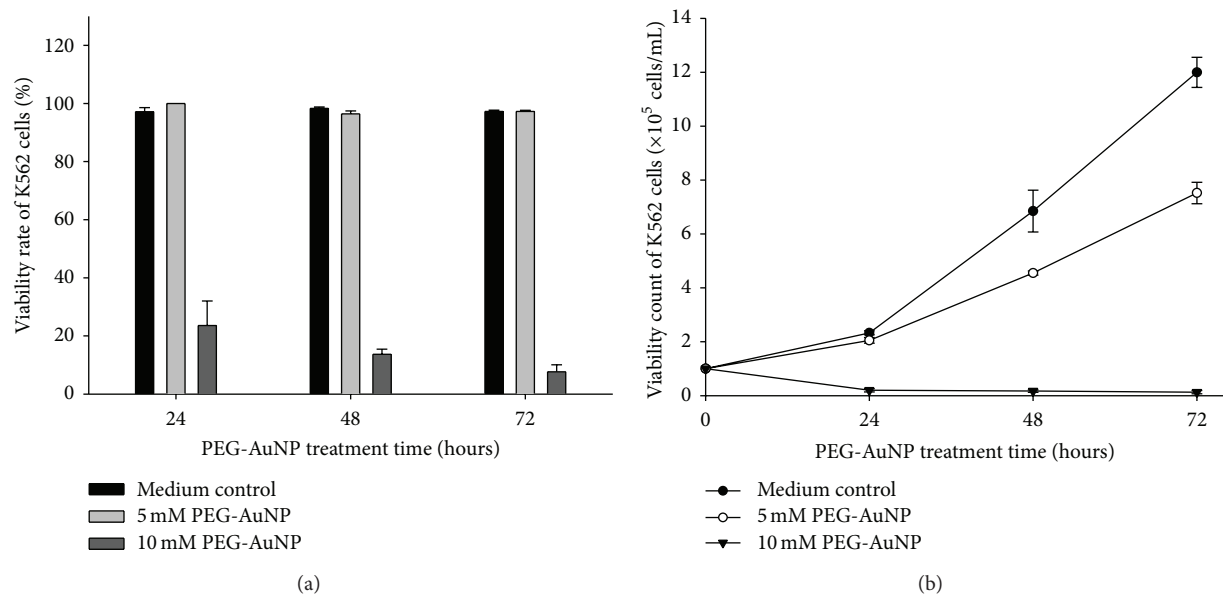 120
100
80
60
40
20
0
Viability rate of K562 cells (%)
24 48 72
PEG-AuNP treatment time (hours)
Medium control
5 mM PEG-AuNP
10 mM PEG-AuNP
(a)
14
12
10
8
6
4
2
0
Viability count of K562 cells (×10⁵ cells/mL)
0 24 48 72
PEG-AuNP treatment time (hours)
Medium control
5 mM PEG-AuNP
10 mM PEG-AuNP
(b)